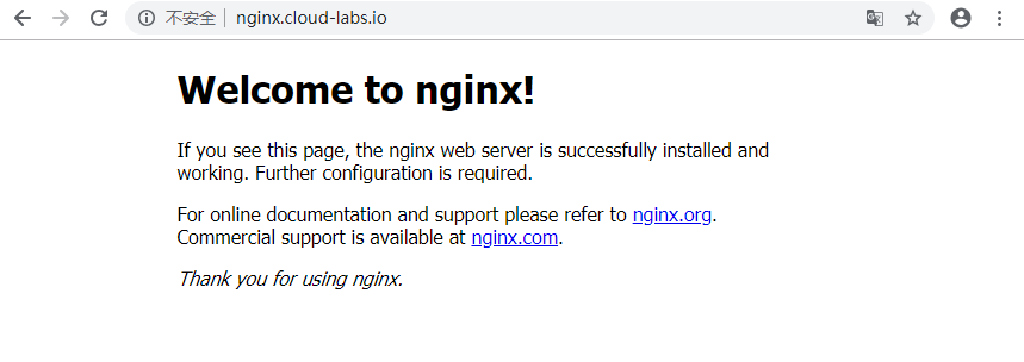 不安全 nginx.cloud-labs.io
Welcome to nginx!
If you see this page, the nginx web server is successfully installed and
working. Further configuration is required.
For online documentation and support please refer to nginx.org.
Commercial support is available at nginx.com.
Thank you for using nginx.